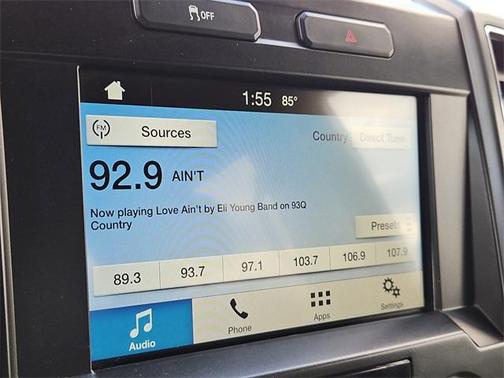 OFF
1:55 85°
FM
Sources
Country
Direct Tune
92.9 AIN'T
Now playing Love Ain't by Eli Young Band on 93Q
Country
Presets
89.3 93.7 97.1 103.7 106.9 107.9
Audio Phone Apps Settings